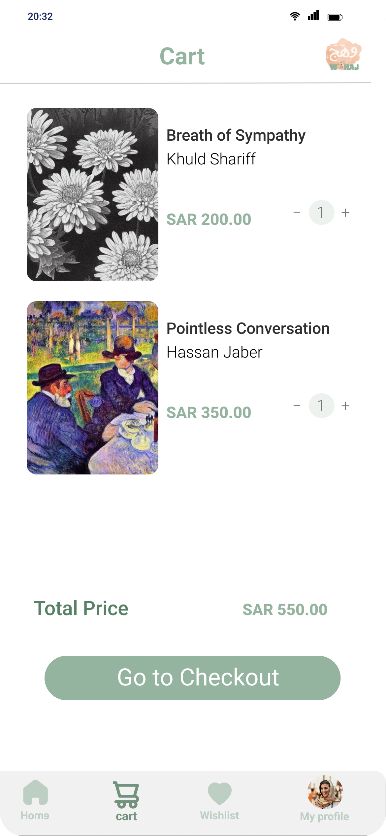 20:32
Cart
Breath of Sympathy
Khuld Shariff
SAR 200.00
− 1 +
Pointless Conversation
Hassan Jaber
SAR 350.00
− 1 +
Total Price
SAR 550.00
Go to Checkout
Home
cart
Wishlist
My profile